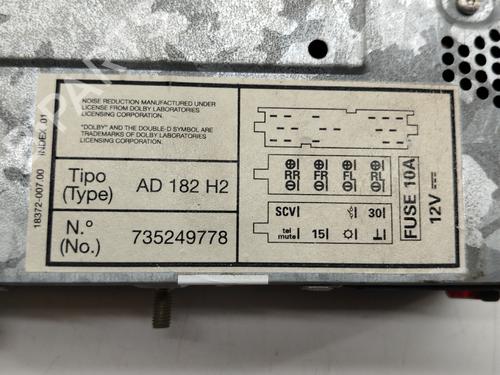 NOISE REDUCTION MANUFACTURED UNDER
LICENSE FROM DOLBY LABORATORIES
LICENSING CORPORATION.
"DOLBY" AND THE DOUBLE-D SYMBOL ARE
TRADEMARKS OF DOLBY LABORATORIES
LICENSING CORPORATION.
Tipo
(Type)
AD 182 H2
N.º
(No.)
735249778
18372-007.00 INDEX .01
RR FR FL RL
SCV 30
tel
mute 15
FUSE 10A
12V